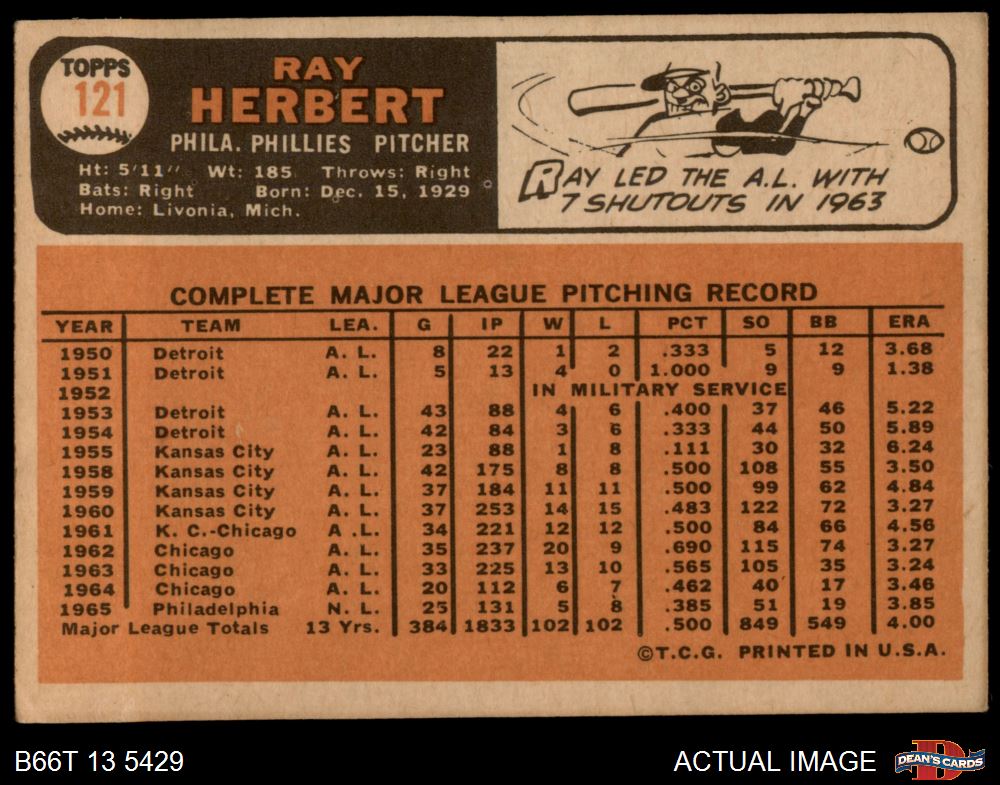 TOPPS
121
RAY
HERBERT
PHILA. PHILLIES PITCHER
Ht: 5'11" Wt: 185 Throws: Right
Bats: Right Born: Dec. 15, 1929
Home: Livonia, Mich.
RAY LED THE A.L. WITH
7 SHUTOUTS IN 1963
COMPLETE MAJOR LEAGUE PITCHING RECORD
YEAR TEAM LEA. G IP W L PCT SO BB ERA
1950 Detroit A. L. 8 22 1 2 .333 5 12 3.68
1951 Detroit A. L. 5 13 4 0 1.000 9 9 1.38
1952 IN MILITARY SERVICE
1953 Detroit A. L. 43 88 4 6 .400 37 46 5.22
1954 Detroit A. L. 42 84 3 6 .333 44 50 5.89
1955 Kansas City A. L. 23 88 1 8 .111 30 32 6.24
1958 Kansas City A. L. 42 175 8 8 .500 108 55 3.50
1959 Kansas City A. L. 37 184 11 11 .500 99 62 4.84
1960 Kansas City A. L. 37 253 14 15 .483 122 72 3.27
1961 K. C.-Chicago A .L. 34 221 12 12 .500 84 66 4.56
1962 Chicago A. L. 35 237 20 9 .690 115 74 3.27
1963 Chicago A. L. 33 225 13 10 .565 105 35 3.24
1964 Chicago A. L. 20 112 6 7 .462 40 17 3.46
1965 Philadelphia N. L. 25 131 5 8 .385 51 19 3.85
Major League Totals 13 Yrs. 384 1833 102 102 .500 849 549 4.00
©T.C.G. PRINTED IN U.S.A.
B66T 13 5429
ACTUAL IMAGE
DEAN'S CARDS